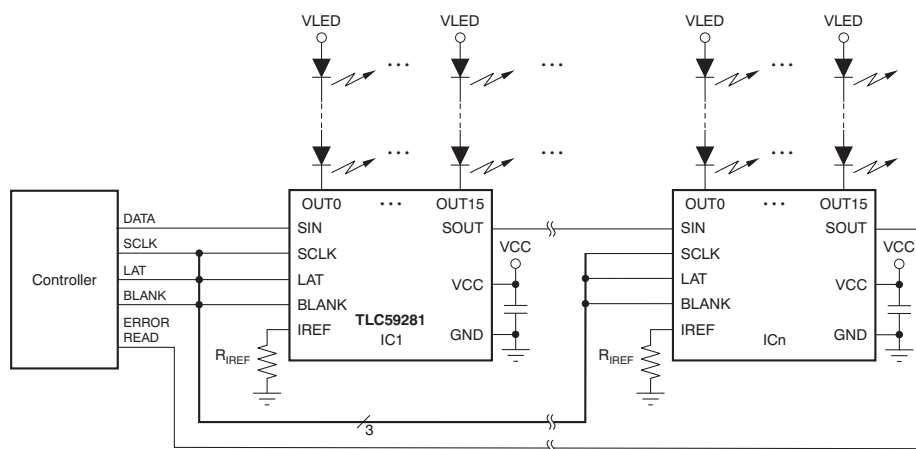 VLED VLED VLED VLED
... ... ... ...
... ... ... ...
OUT0 ... OUT15 OUT0 ... OUT15
DATA SIN SOUT SIN SOUT
SCLK SCLK VCC SCLK VCC
Controller LAT LAT VCC LAT VCC
BLANK BLANK BLANK
TLC59281
ERROR
READ IREF IC1 GND IREF ICn GND
RIREF RIREF
3